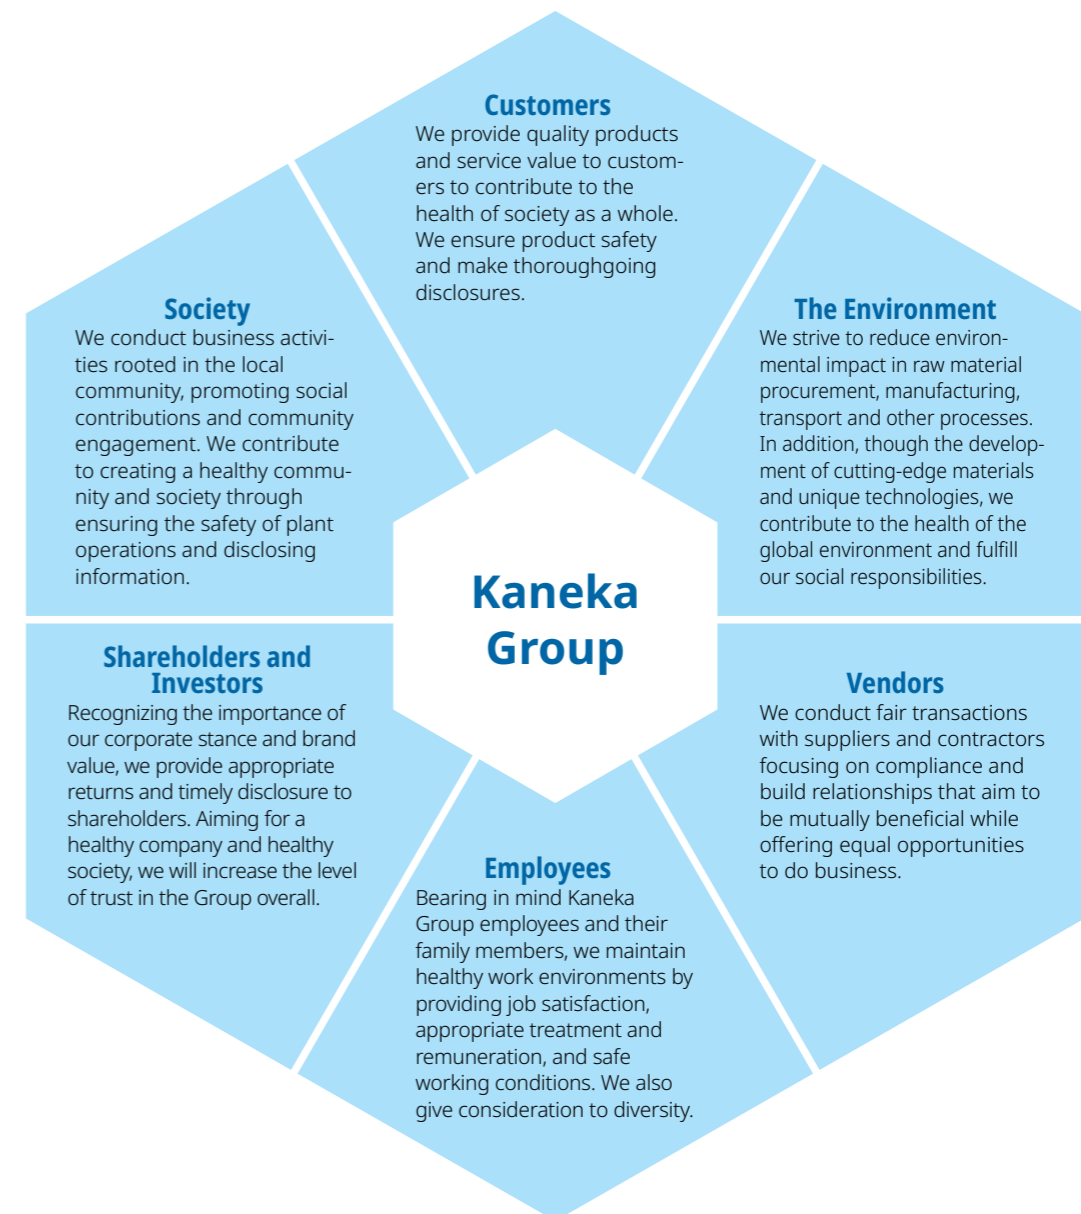 Customers
We provide quality products
and service value to custom-
ers to contribute to the
health of society as a whole.
We ensure product safety
and make thoroughgoing
disclosures.
Society
We conduct business activi-
ties rooted in the local
community, promoting social
contributions and community
engagement. We contribute
to creating a healthy commu-
nity and society through
ensuring the safety of plant
operations and disclosing
information.
The Environment
We strive to reduce environ-
mental impact in raw material
procurement, manufacturing,
transport and other processes.
In addition, though the develop-
ment of cutting-edge materials
and unique technologies, we
contribute to the health of the
global environment and fulfill
our social responsibilities.
Kaneka
Group
Shareholders and
Investors
Recognizing the importance of
our corporate stance and brand
value, we provide appropriate
returns and timely disclosure to
shareholders. Aiming for a
healthy company and healthy
society, we will increase the level
of trust in the Group overall.
Vendors
We conduct fair transactions
with suppliers and contractors
focusing on compliance and
build relationships that aim to
be mutually beneficial while
offering equal opportunities
to do business.
Employees
Bearing in mind Kaneka
Group employees and their
family members, we maintain
healthy work environments by
providing job satisfaction,
appropriate treatment and
remuneration, and safe
working conditions. We also
give consideration to diversity.